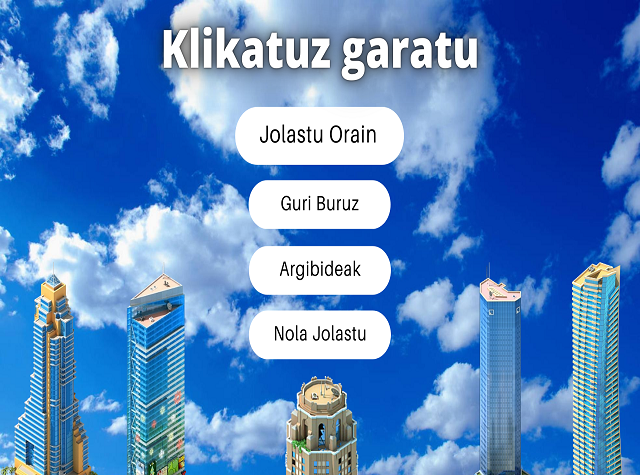 Klikatuz garatu
Jolastu Orain
Guri Buruz
Argibideak
Nola Jolastu